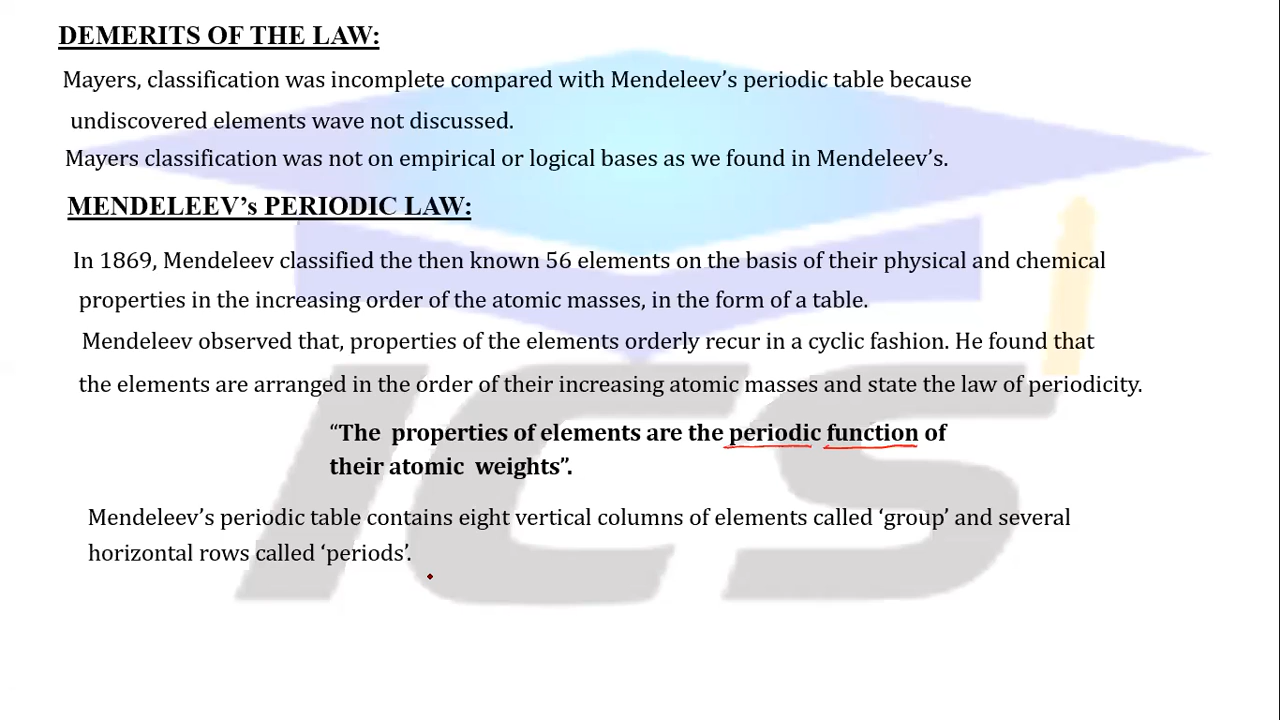 DEMERITS OF THE LAW:
Mayers, classification was incomplete compared with Mendeleev’s periodic table because
undiscovered elements wave not discussed.
Mayers classification was not on empirical or logical bases as we found in Mendeleev’s.
MENDELEEV’s PERIODIC LAW:
In 1869, Mendeleev classified the then known 56 elements on the basis of their physical and chemical
properties in the increasing order of the atomic masses, in the form of a table.
Mendeleev observed that, properties of the elements orderly recur in a cyclic fashion. He found that
the elements are arranged in the order of their increasing atomic masses and state the law of periodicity.
“The properties of elements are the periodic function of
their atomic weights”.
Mendeleev’s periodic table contains eight vertical columns of elements called ‘group’ and several
horizontal rows called ‘periods’.
ICS